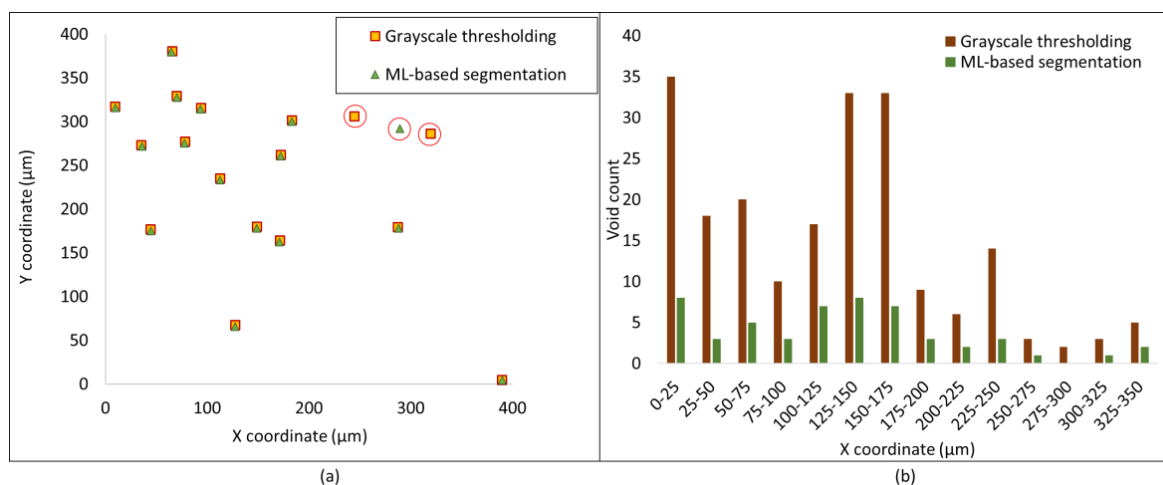 Grayscale thresholding
ML-based segmentation
400
350
300
250
200
150
100
50
0
Y coordinate (µm)
0 100 200 300 400
X coordinate (µm)
(a)
Grayscale thresholding
ML-based segmentation
40
35
30
25
20
15
10
5
0
Void count
0-25 25-50 50-75 75-100 100-125 125-150 150-175 175-200 200-225 225-250 250-275 275-300 300-325 325-350
X coordinate (µm)
(b)